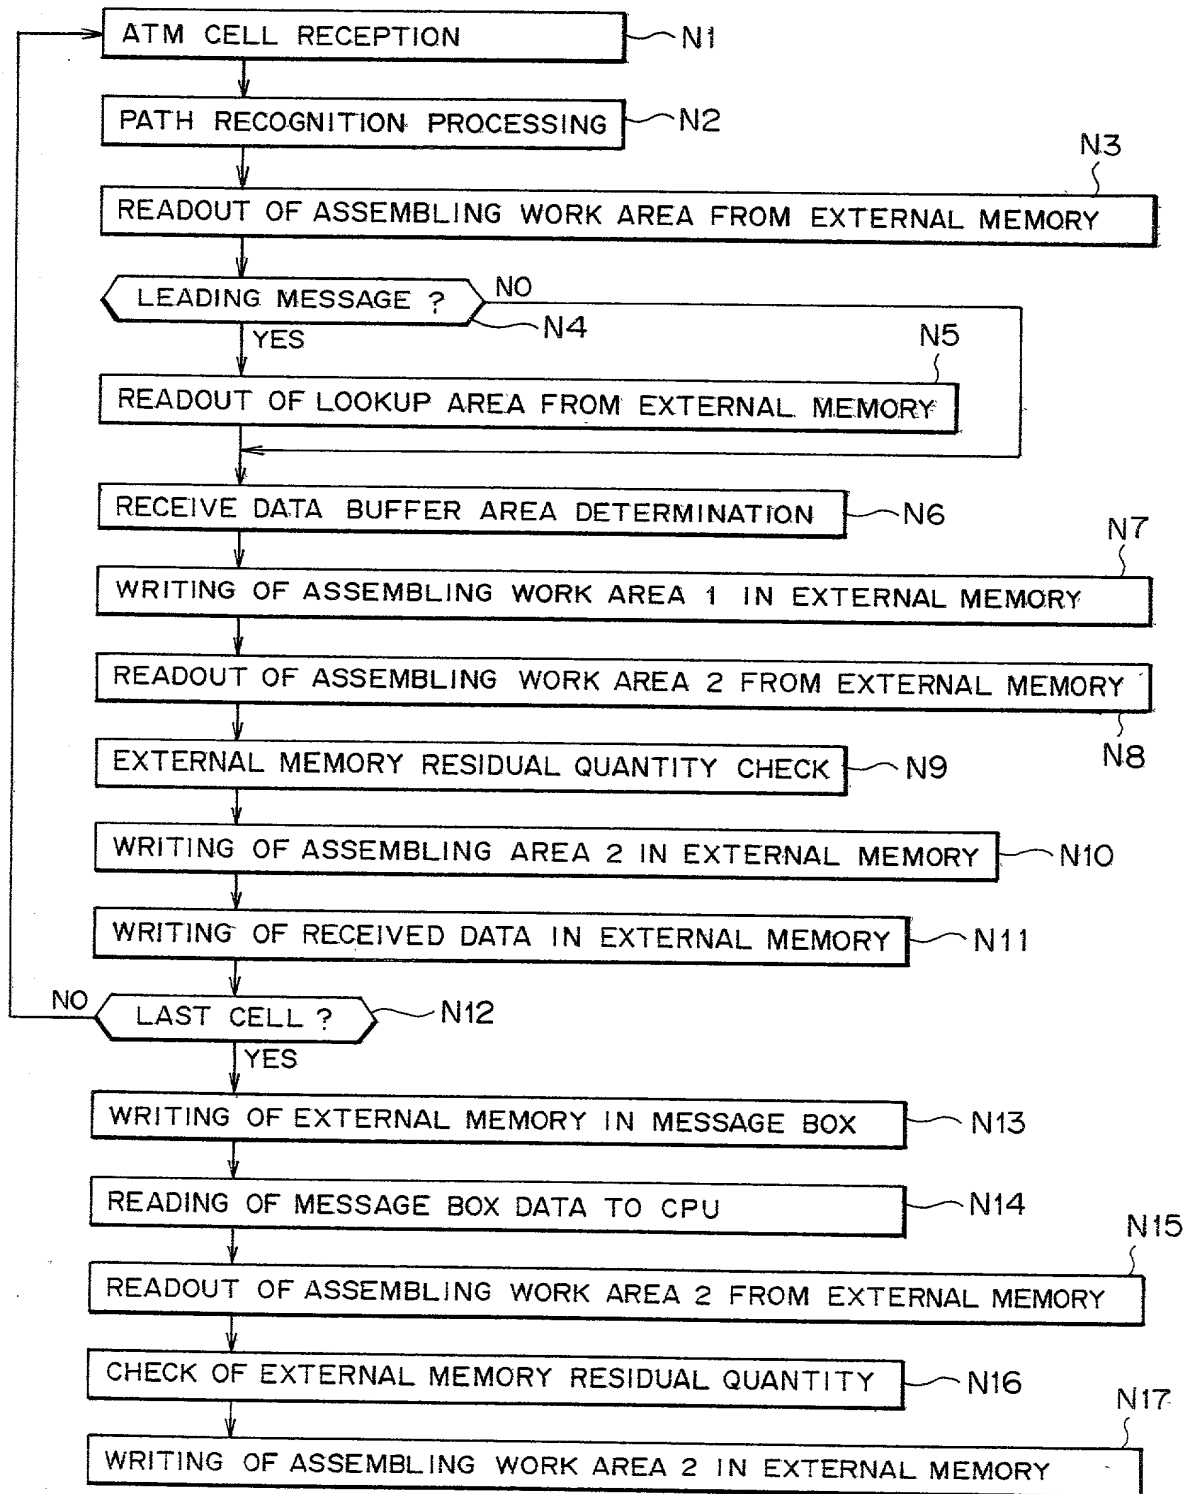 ATM CELL RECEPTION N1
PATH RECOGNITION PROCESSING N2
N3
READOUT OF ASSEMBLING WORK AREA FROM EXTERNAL MEMORY
LEADING MESSAGE ? NO
N4
YES
N5
READOUT OF LOOKUP AREA FROM EXTERNAL MEMORY
RECEIVE DATA BUFFER AREA DETERMINATION N6
N7
WRITING OF ASSEMBLING WORK AREA 1 IN EXTERNAL MEMORY
READOUT OF ASSEMBLING WORK AREA 2 FROM EXTERNAL MEMORY
N8
EXTERNAL MEMORY RESIDUAL QUANTITY CHECK N9
WRITING OF ASSEMBLING AREA 2 IN EXTERNAL MEMORY N10
WRITING OF RECEIVED DATA IN EXTERNAL MEMORY N11
NO LAST CELL ? N12
YES
WRITING OF EXTERNAL MEMORY IN MESSAGE BOX N13
READING OF MESSAGE BOX DATA TO CPU N14
N15
READOUT OF ASSEMBLING WORK AREA 2 FROM EXTERNAL MEMORY
CHECK OF EXTERNAL MEMORY RESIDUAL QUANTITY N16
N17
WRITING OF ASSEMBLING WORK AREA 2 IN EXTERNAL MEMORY